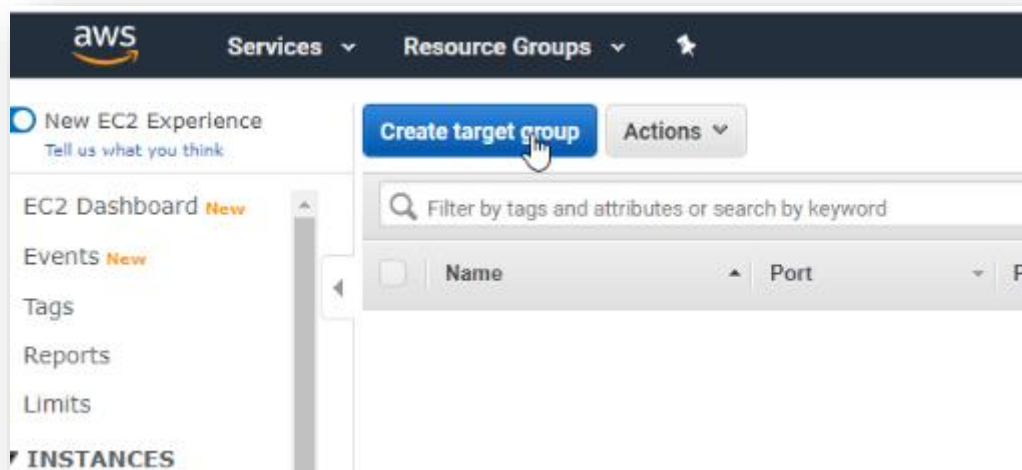 aws Services Resource Groups
New EC2 Experience
Tell us what you think
Create target group Actions
EC2 Dashboard New
Filter by tags and attributes or search by keyword
Events New
Name Port
Tags
Reports
Limits
INSTANCES